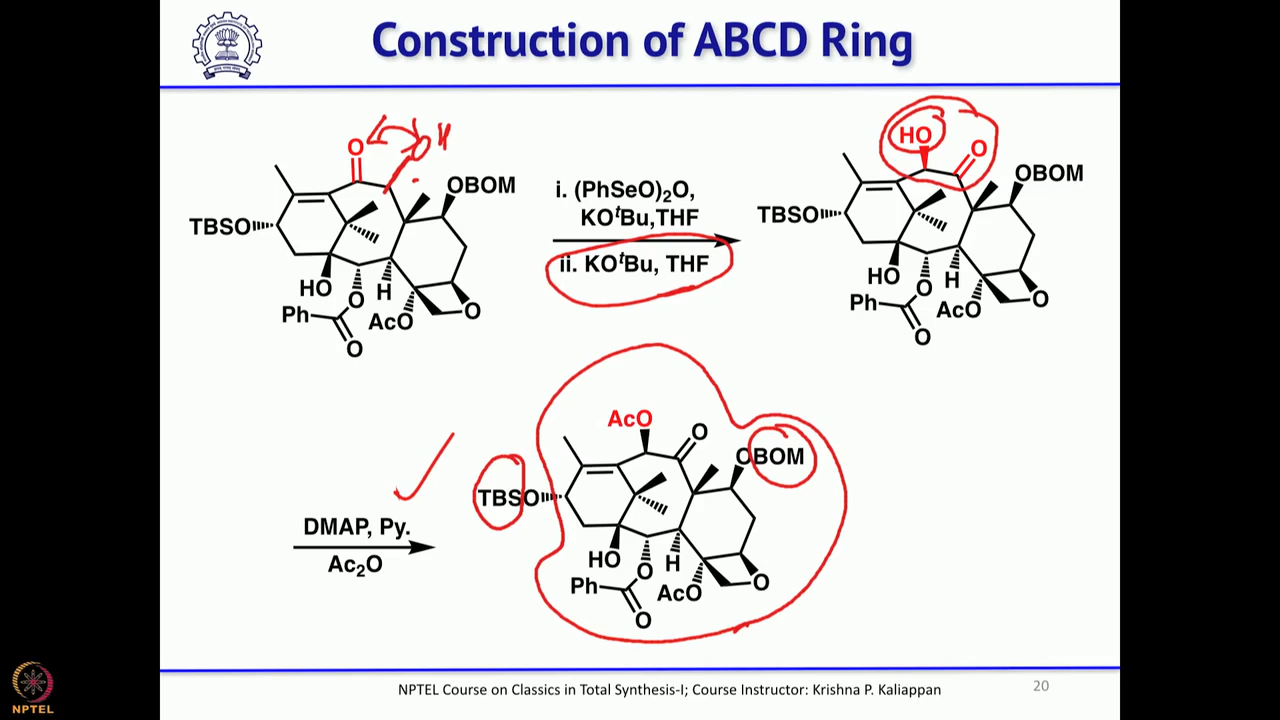 Construction of ABCD Ring
O
OH
OBOM
TBSO
HO
O
H
Ph
AcO
O
O
i. (PhSeO)₂O,
KOᵗBu,THF
ii. KOᵗBu, THF
HO
O
OBOM
TBSO
HO
O
H
Ph
AcO
O
O
DMAP, Py.
Ac₂O
AcO
O
OBOM
TBSO
HO
O
H
Ph
AcO
O
O
NPTEL Course on Classics in Total Synthesis-I; Course Instructor: Krishna P. Kaliappan
20
NPTEL